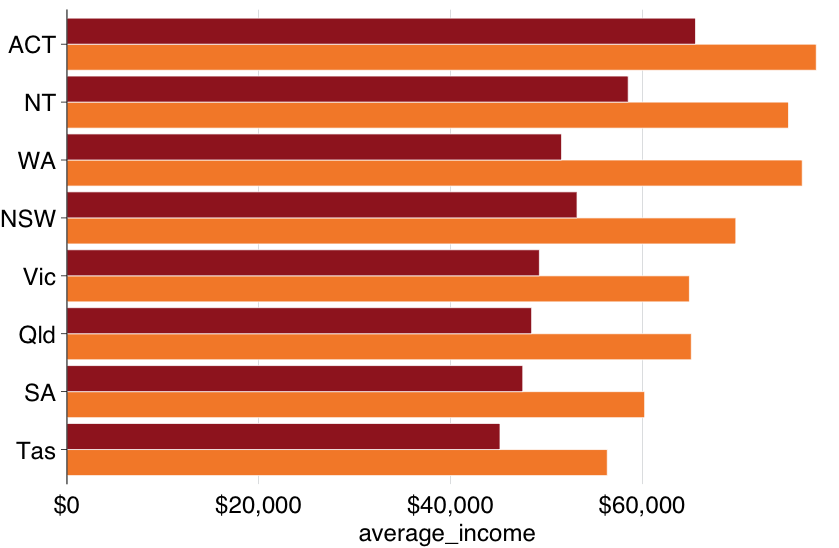 ACT
NT
WA
NSW
Vic
Qld
SA
Tas
$0 $20,000 $40,000 $60,000
average_income